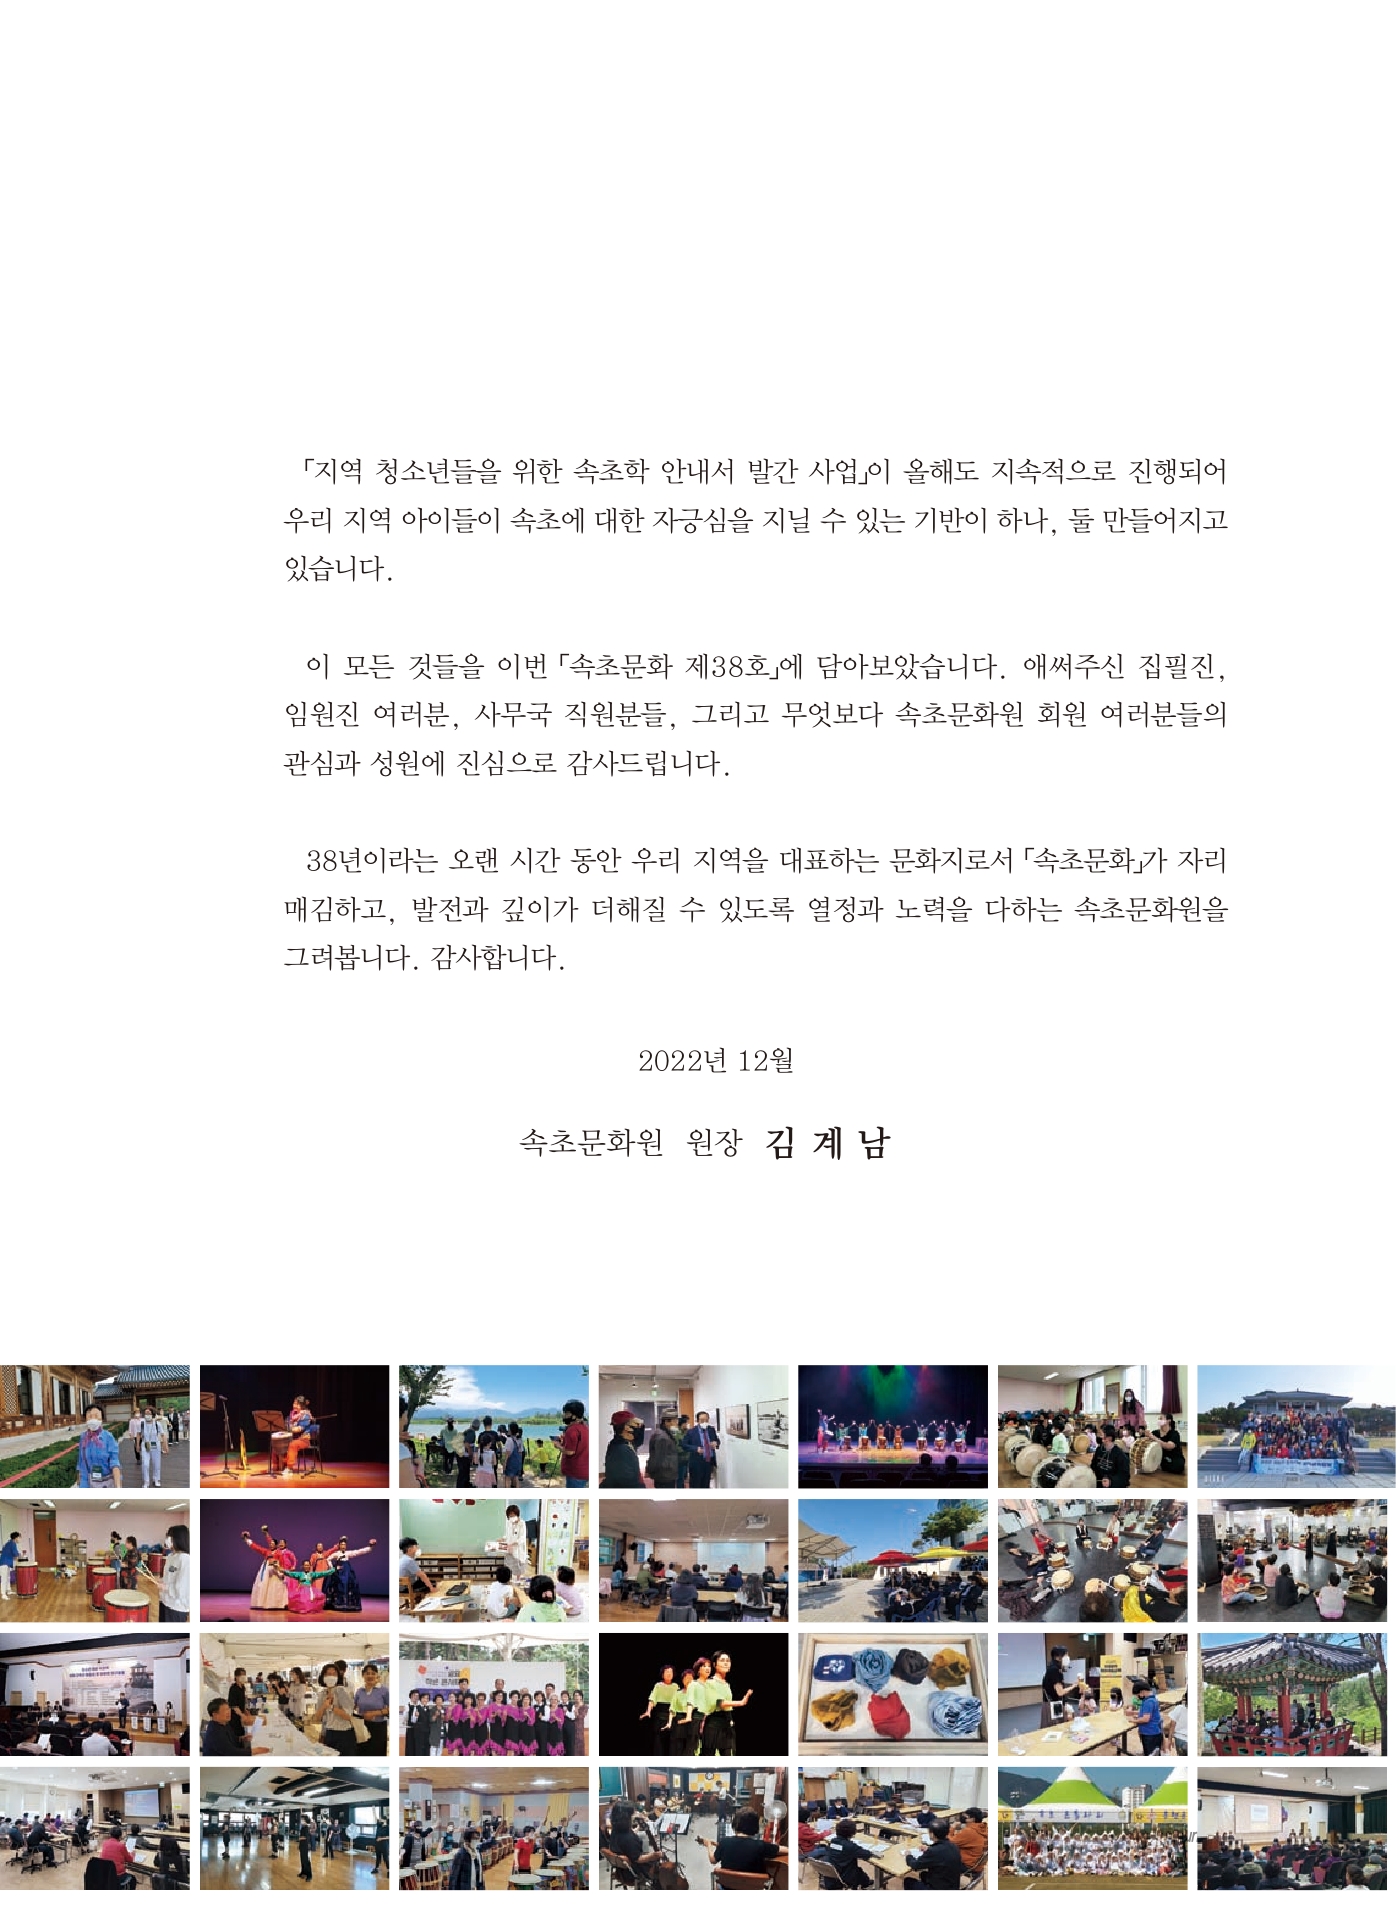 「지역 청소년들을 위한 속초학 안내서 발간 사업」이 올해도 지속적으로 진행되어
우리 지역 아이들이 속초에 대한 자긍심을 지닐 수 있는 기반이 하나, 둘 만들어지고
있습니다.
이 모든 것들을 이번 「속초문화 제38호」에 담아보았습니다. 애써주신 집필진,
임원진 여러분, 사무국 직원분들, 그리고 무엇보다 속초문화원 회원 여러분들의
관심과 성원에 진심으로 감사드립니다.
38년이라는 오랜 시간 동안 우리 지역을 대표하는 문화지로서 「속초문화」가 자리
매김하고, 발전과 깊이가 더해질 수 있도록 열정과 노력을 다하는 속초문화원을
그려봅니다. 감사합니다.
2022년 12월
속초문화원 원장 김 계 남